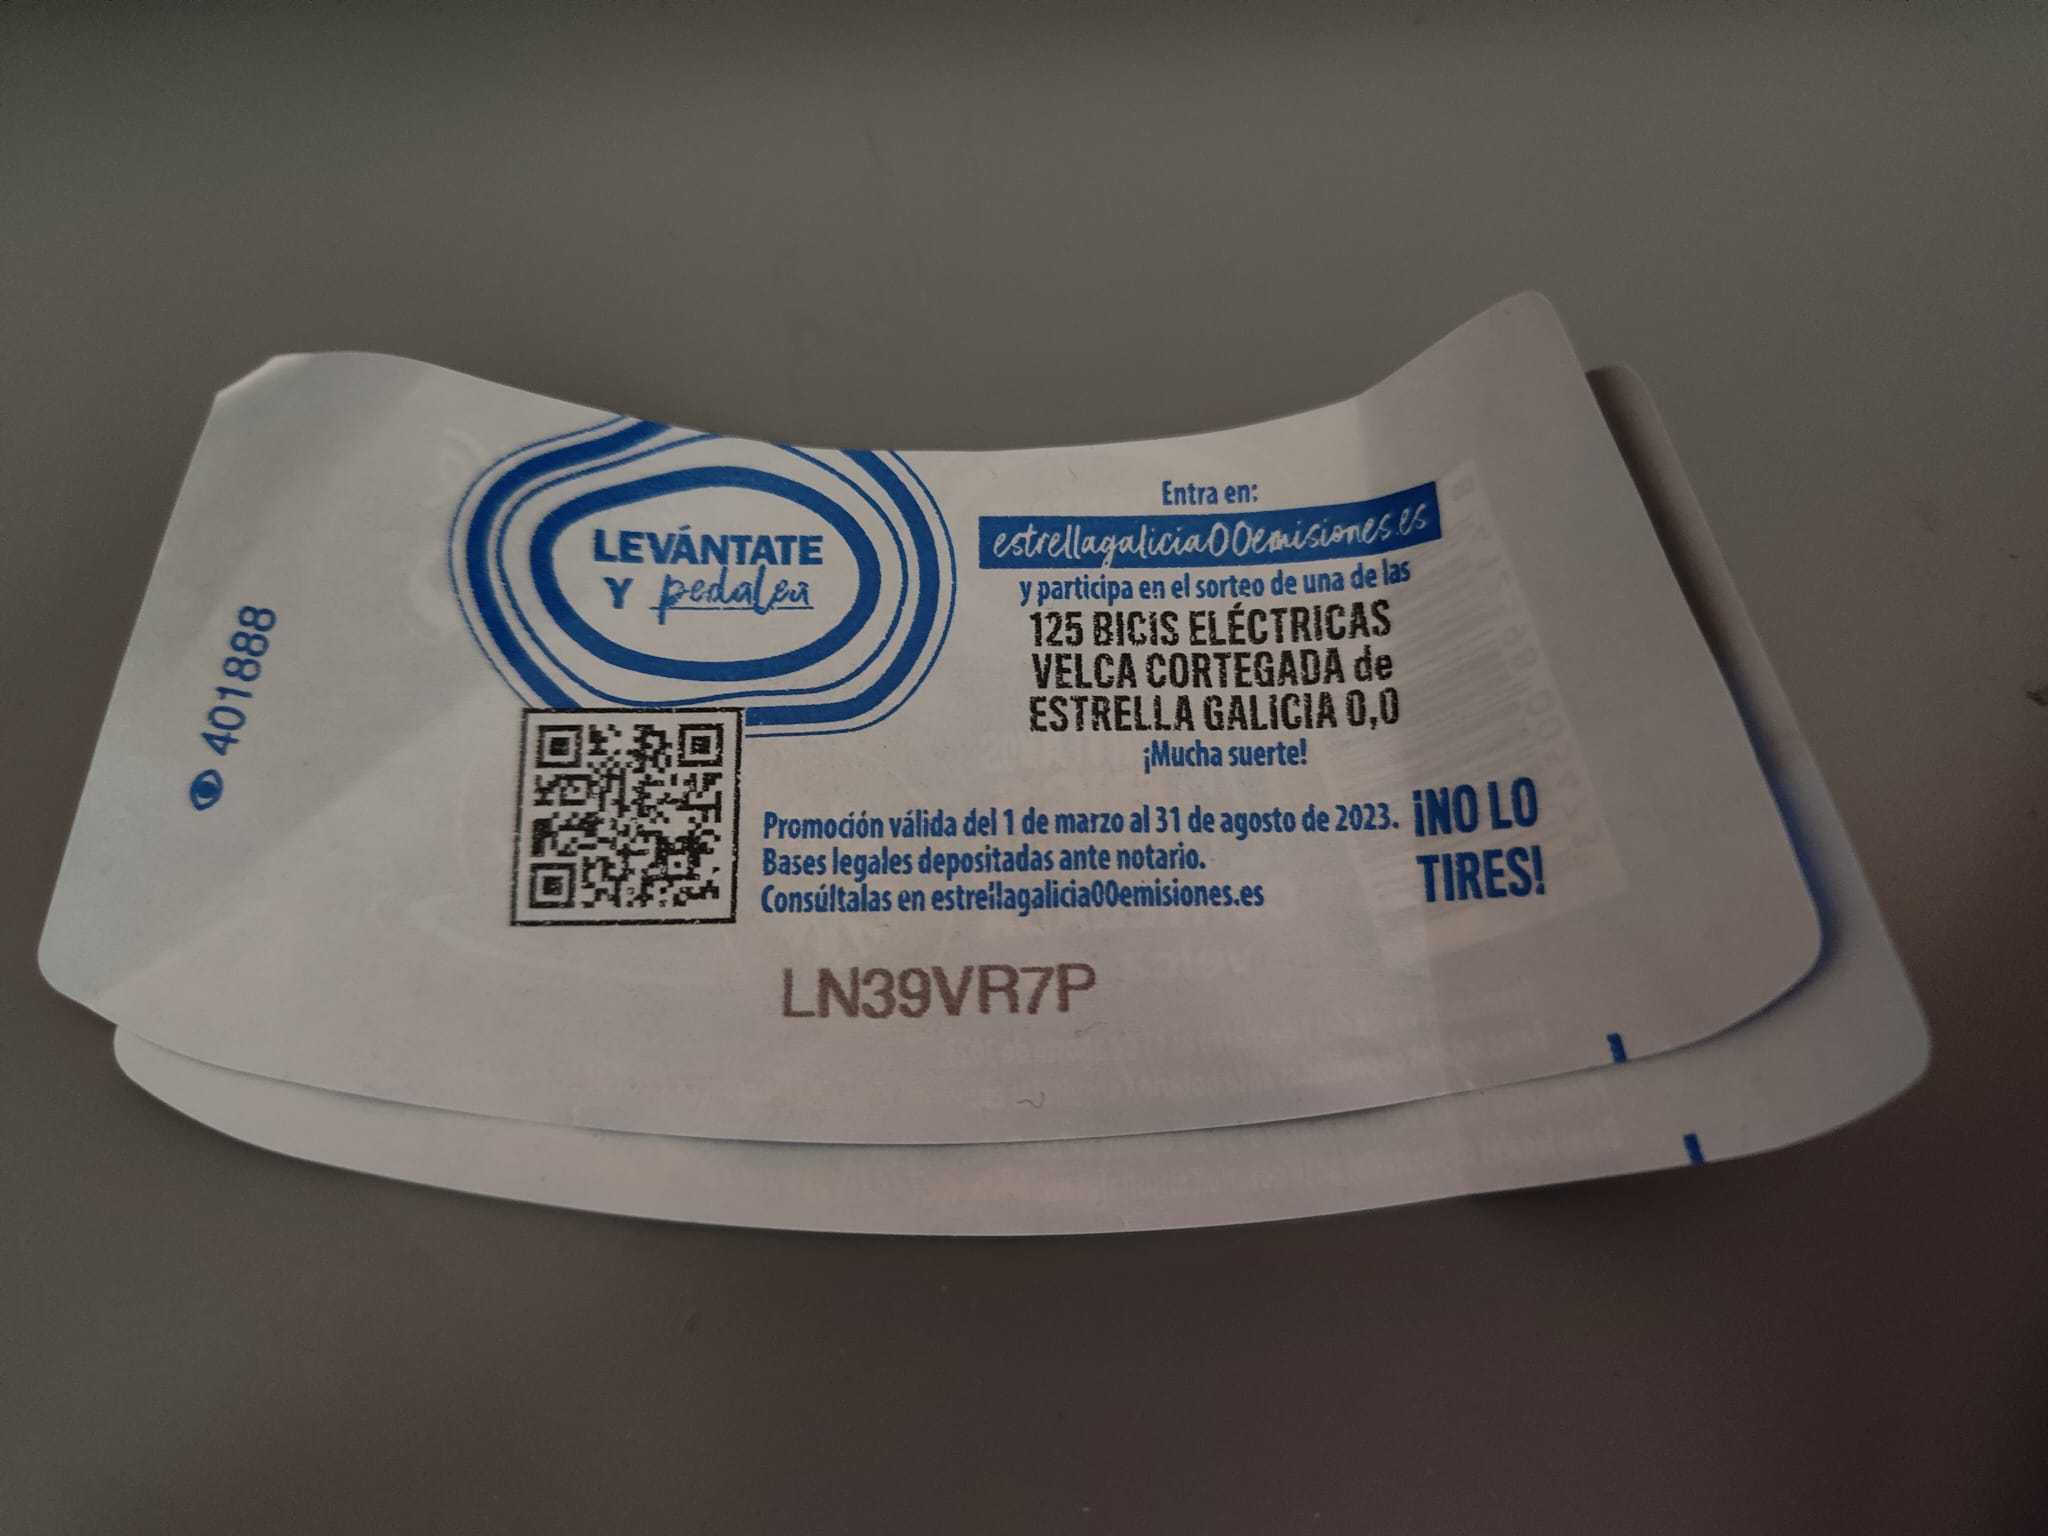 LEVÁNTATE
Y pedalea
401888
Entra en:
estrellagalicia00emisiones.es
y participa en el sorteo de una de las
125 BICIS ELÉCTRICAS
VELCA CORTEGADA de
ESTRELLA GALICIA 0,0
¡Mucha suerte!
Promoción válida del 1 de marzo al 31 de agosto de 2023.
Bases legales depositadas ante notario.
Consúltalas en estrellagalicia00emisiones.es
¡NO LO
TIRES!
LN39VR7P